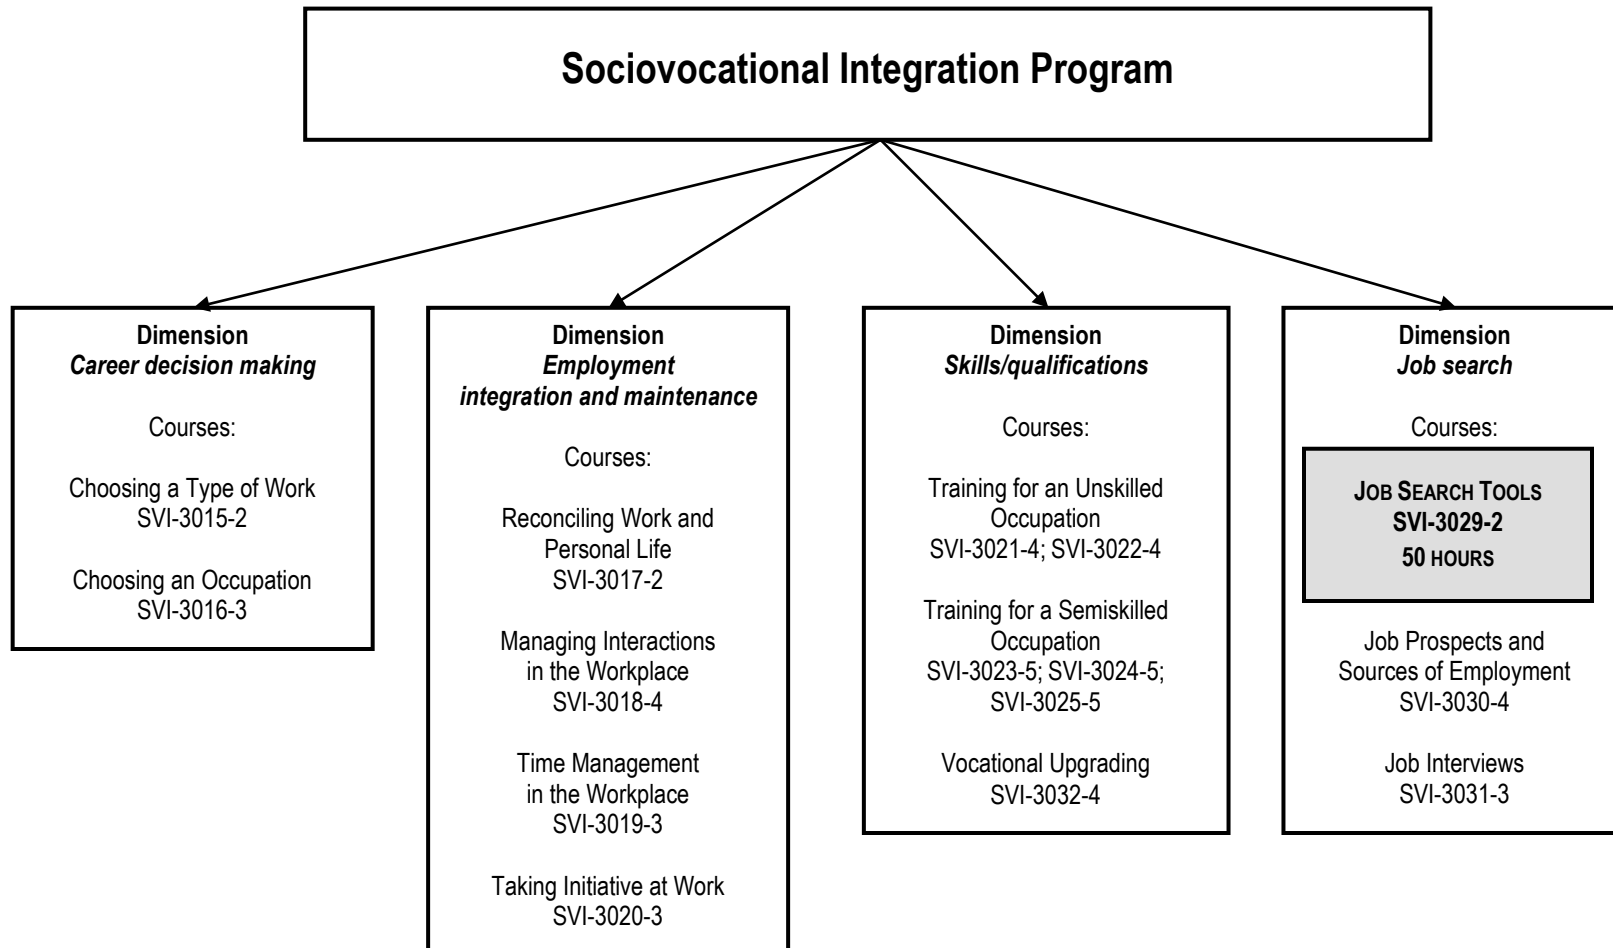 Sociovocational Integration Program
Dimension
Career decision making
Courses:
Choosing a Type of Work
SVI-3015-2
Choosing an Occupation
SVI-3016-3
Dimension
Employment
integration and maintenance
Courses:
Reconciling Work and
Personal Life
SVI-3017-2
Managing Interactions
in the Workplace
SVI-3018-4
Time Management
in the Workplace
SVI-3019-3
Taking Initiative at Work
SVI-3020-3
Dimension
Skills/qualifications
Courses:
Training for an Unskilled
Occupation
SVI-3021-4; SVI-3022-4
Training for a Semiskilled
Occupation
SVI-3023-5; SVI-3024-5;
SVI-3025-5
Vocational Upgrading
SVI-3032-4
Dimension
Job search
Courses:
JOB SEARCH TOOLS
SVI-3029-2
50 HOURS
Job Prospects and
Sources of Employment
SVI-3030-4
Job Interviews
SVI-3031-3